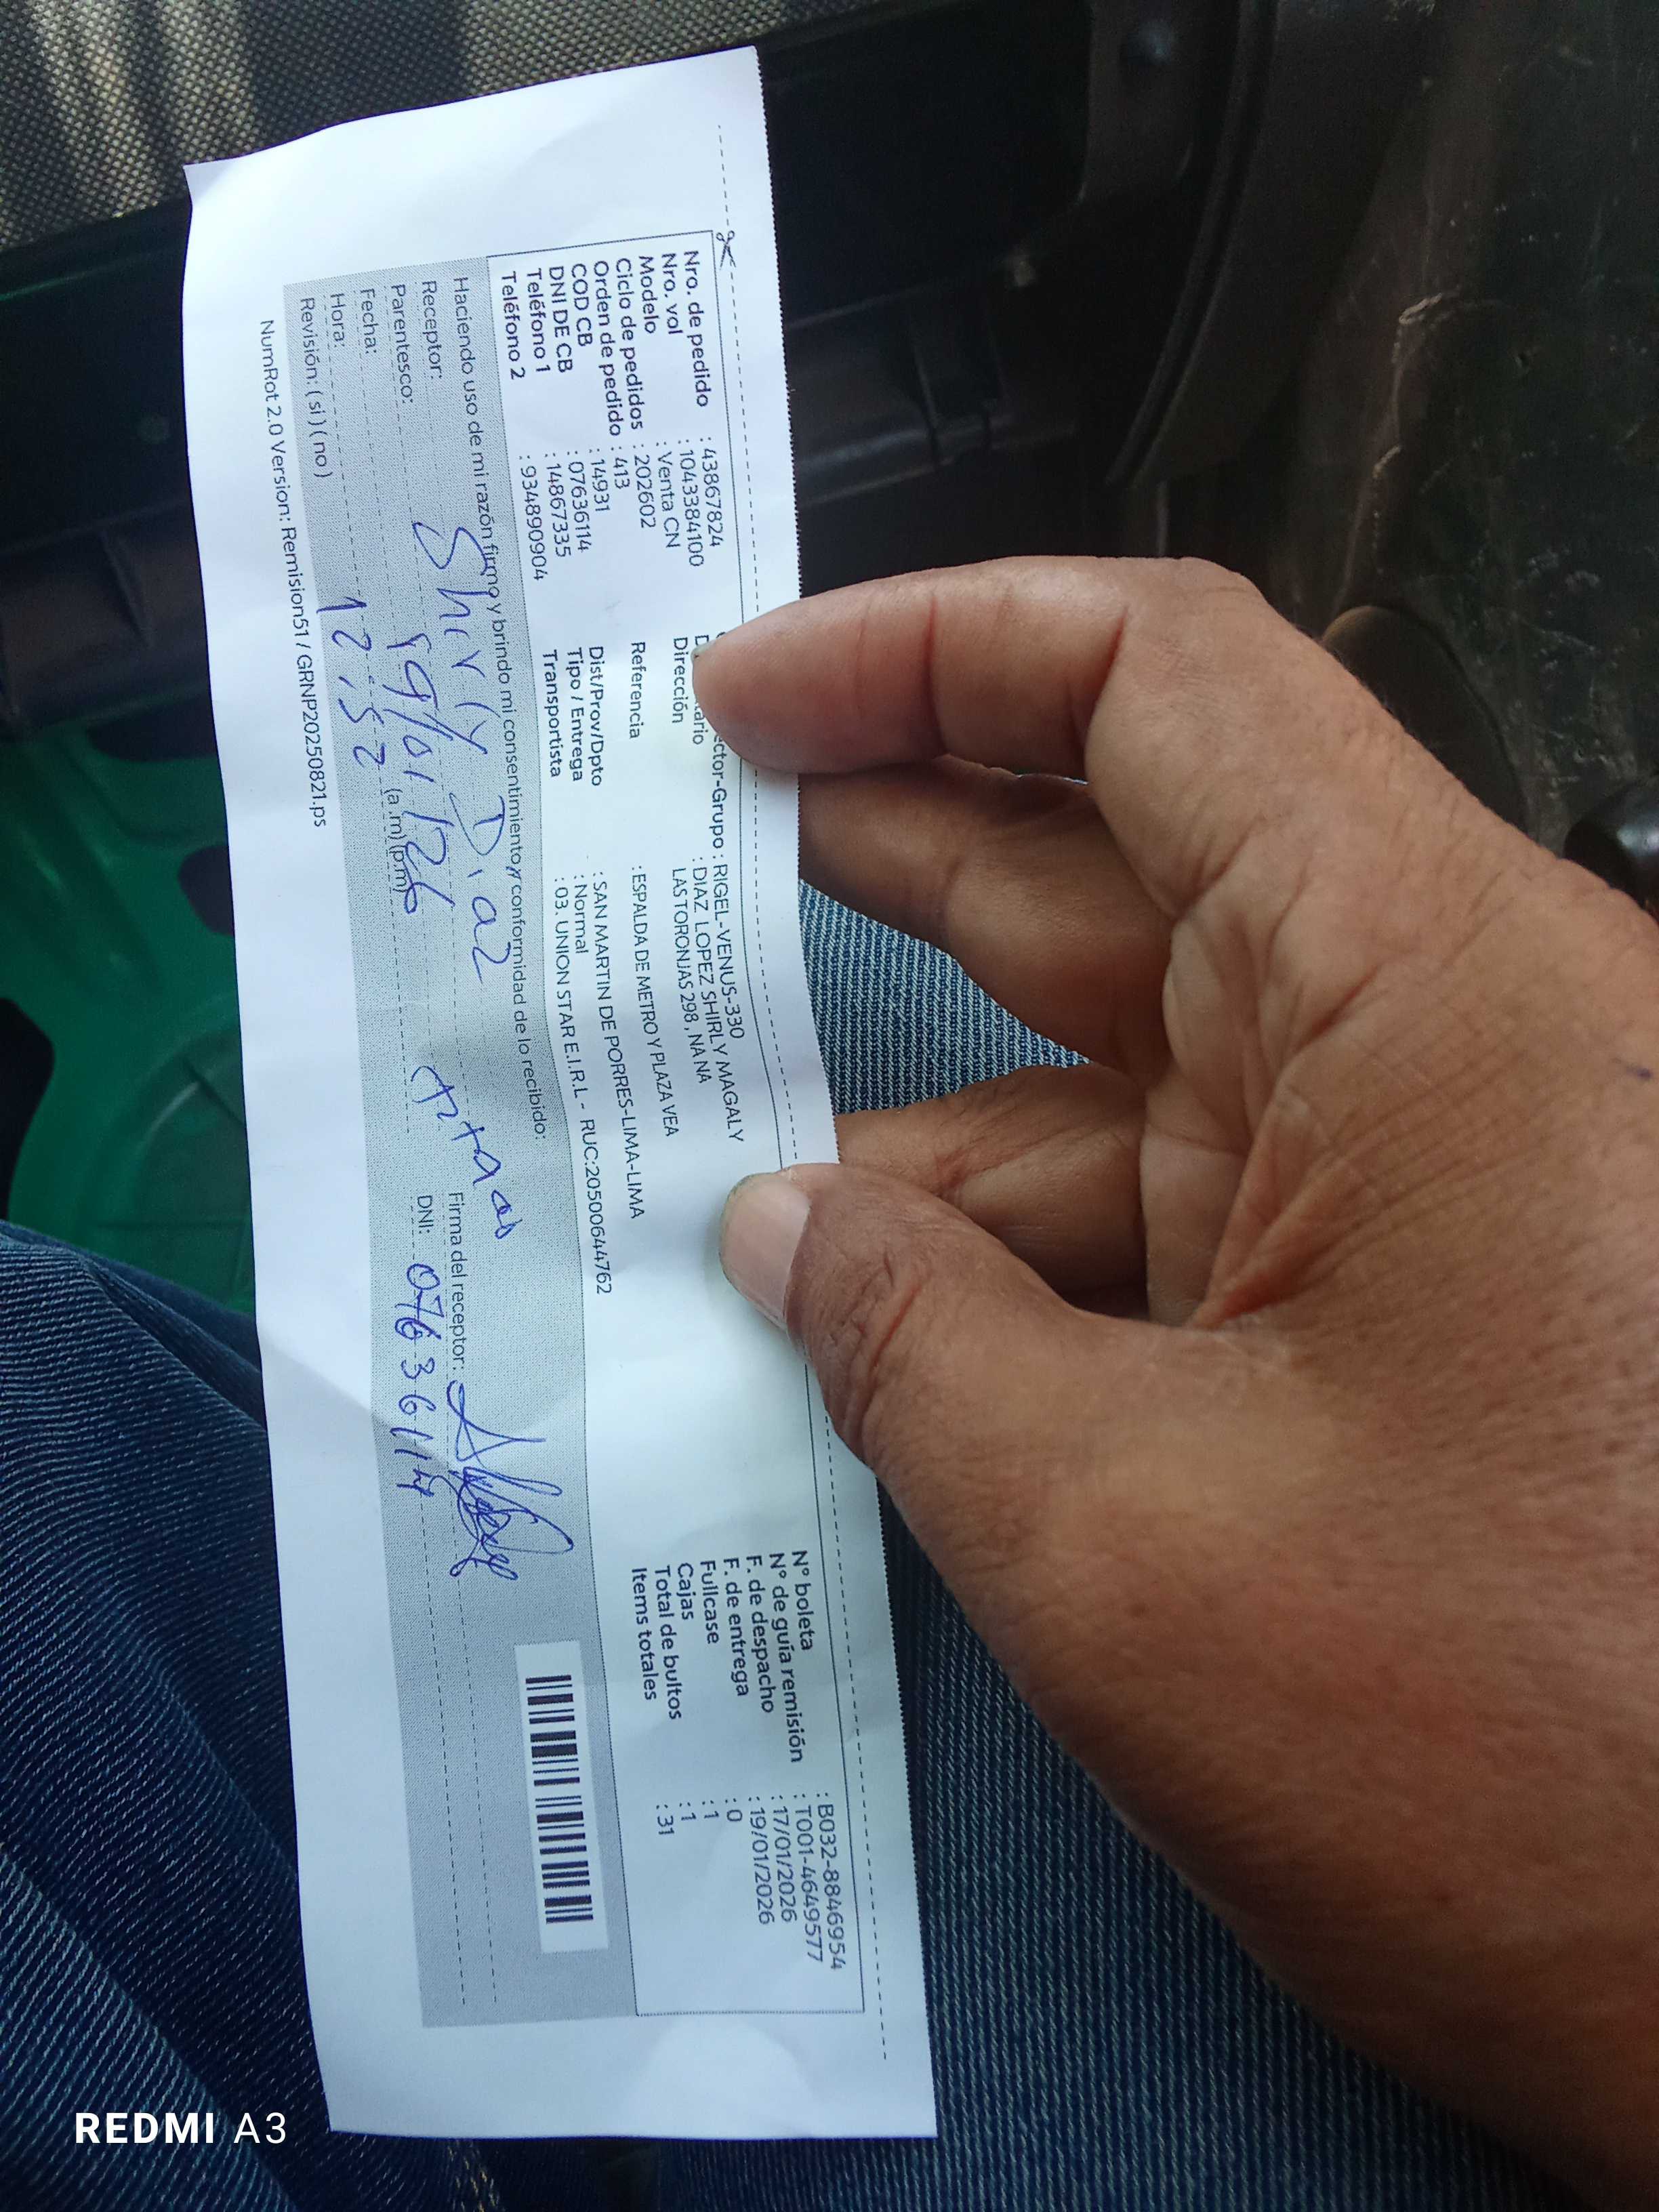 Nro. de pedido : 43867824
Nro. vol : 1043384100
Modelo : Venta CN
Ciclo de pedidos : 202602
Orden de pedido : 413
COD CB : 14931
DNI DE CB : 07636114
Teléfono 1 : 14867335
Teléfono 2 : 934890904
ector-Grupo : RIGEL-VENUS-330
: DIAZ LOPEZ SHIRLY MAGALY
Dirección LAS TORONJAS 298 , NA NA
Referencia : ESPALDA DE METRO Y PLAZA VEA
Dist/Prov/Dpto : SAN MARTIN DE PORRES-LIMA-LIMA
Tipo / Entrega : Normal
Transportista : 03. UNION STAR E.I.R.L - RUC:20500644762
N° boleta : B032-88469954
N° de guía remisión : T001-4649577
F. de despacho : 17/01/2026
F. de entrega : 19/01/2026
Fullcase : 0
Cajas : 1
Total de bultos : 1
Items totales : 31
Haciendo uso de mi razón firmo y brindo mi consentimiento y conformidad de lo recibido:
Receptor: Shirly Diaz
Firma del receptor:
Parentesco:
DNI: 07636114
Fecha: 19/01/26
Hora: 12:52 (a.m) (p.m)
Revisión: ( si ) ( no )
NumRot 2.0 Version: Remision51 / GRNP20250821.ps
REDMI A3